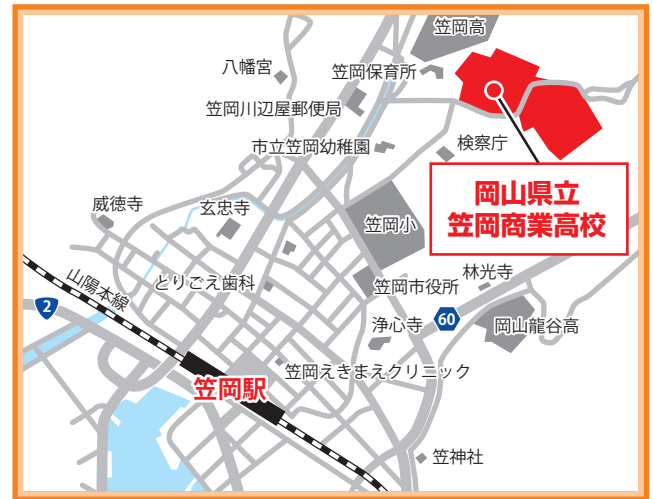 笠岡高
八幡宮
笠岡保育所
笠岡川辺屋郵便局
市立笠岡幼稚園
検察庁
岡山県立
笠岡商業高校
威徳寺
玄忠寺
笠岡小
とりごえ歯科
笠岡市役所
林光寺
山陽本線
2
60
浄心寺
岡山龍谷高
笠岡えきまえクリニック
笠岡駅
笠神社